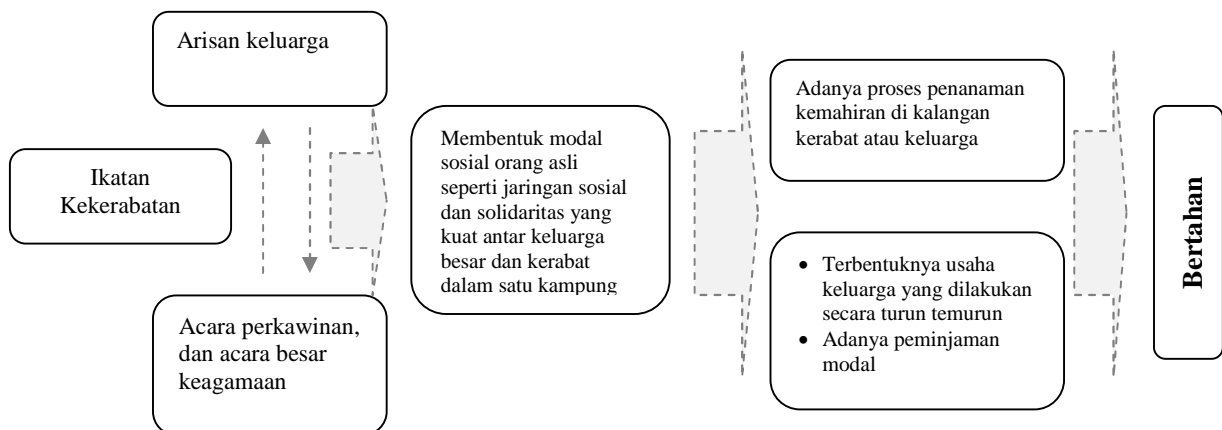 Arisan keluarga
Ikatan
Kekerabatan
Acara perkawinan,
dan acara besar
keagamaan
Membentuk modal
sosial orang asli
seperti jaringan sosial
dan solidaritas yang
kuat antar keluarga
besar dan kerabat
dalam satu kampung
Adanya proses penanaman
kemahiran di kalangan
kerabat atau keluarga
• Terbentuknya usaha
keluarga yang dilakukan
secara turun temurun
• Adanya peminjaman
modal
Bertahan